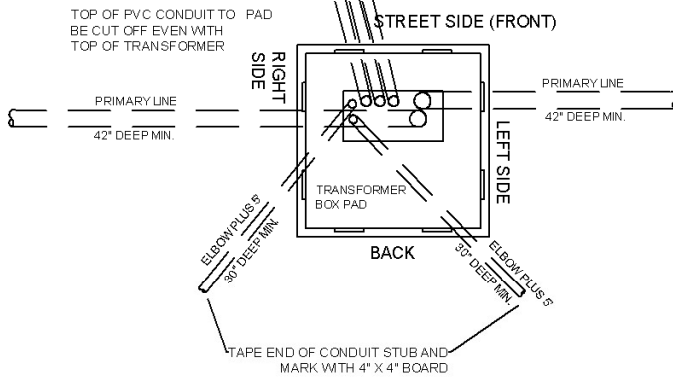 TOP OF PVC CONDUIT TO PAD
BE CUT OFF EVEN WITH
TOP OF TRANSFORMER
STREET SIDE (FRONT)
RIGHT
SIDE
PRIMARY LINE
42" DEEP MIN.
PRIMARY LINE
42" DEEP MIN.
LEFT SIDE
TRANSFORMER
BOX PAD
ELBOW PLUS 5'
30" DEEP MIN.
BACK
ELBOW PLUS 5'
30" DEEP MIN.
TAPE END OF CONDUIT STUB AND
MARK WITH 4" X 4" BOARD